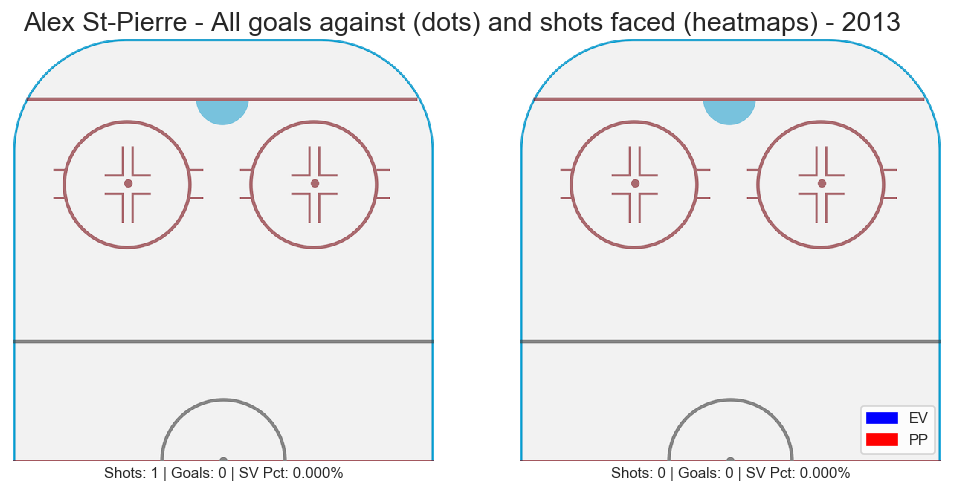 Alex St-Pierre - All goals against (dots) and shots faced (heatmaps) - 2013
EV
PP
Shots: 1 | Goals: 0 | SV Pct: 0.000%
Shots: 0 | Goals: 0 | SV Pct: 0.000%